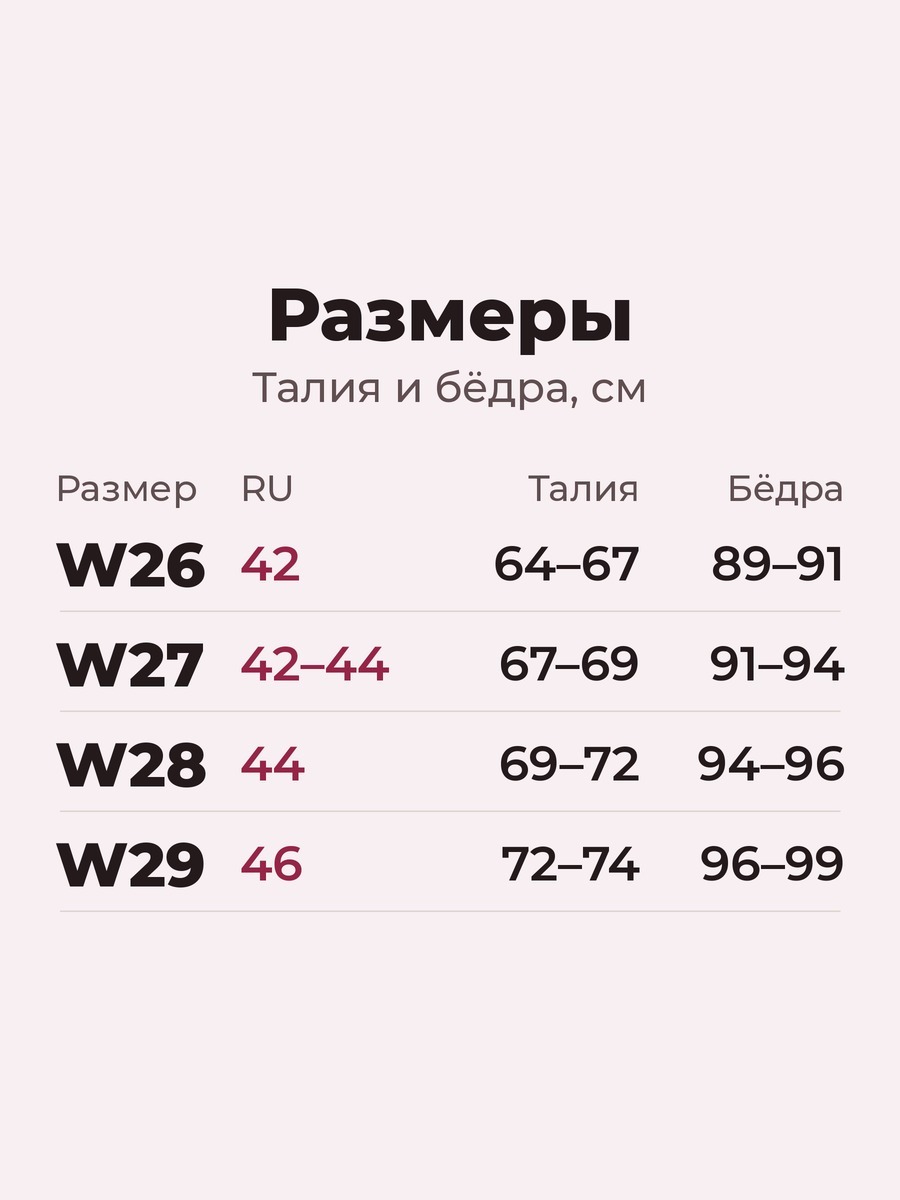 Размеры
Талия и бёдра, см
Размер RU Талия Бёдра
W26 42 64–67 89–91
W27 42–44 67–69 91–94
W28 44 69–72 94–96
W29 46 72–74 96–99